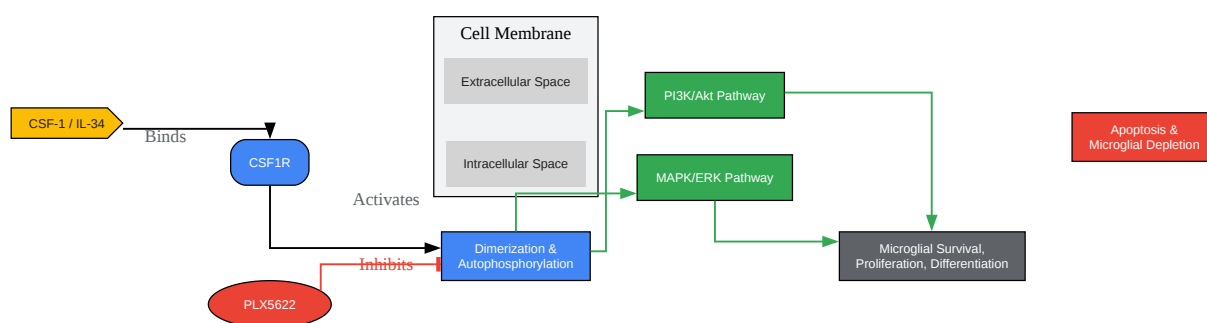 Cell Membrane
Extracellular Space
Intracellular Space
CSF-1 / IL-34
Binds
CSF1R
Activates
Dimerization &
Autophosphorylation
Inhibits
PLX5622
PI3K/Akt Pathway
MAPK/ERK Pathway
Microglial Survival,
Proliferation, Differentiation
Apoptosis &
Microglial Depletion